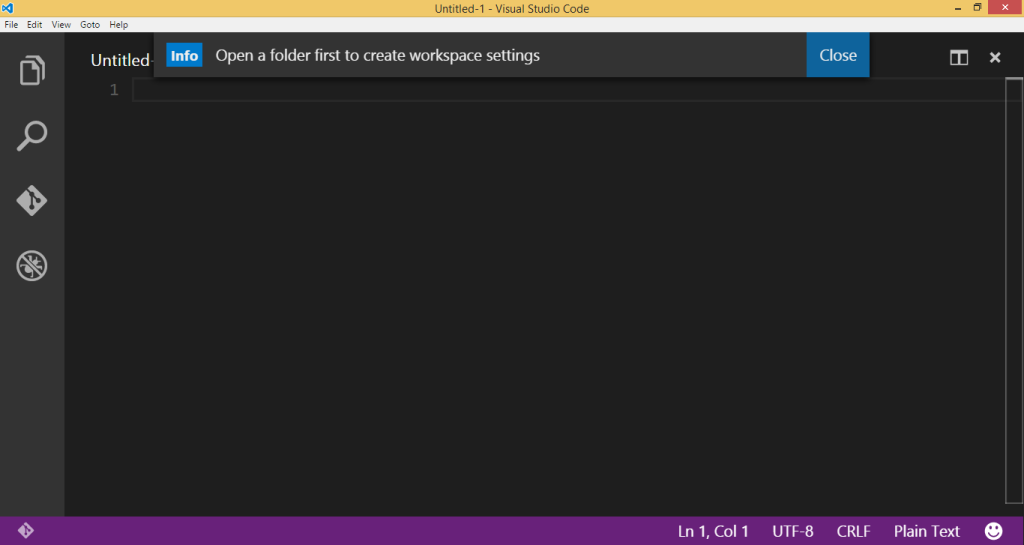 Untitled-1 - Visual Studio Code
File Edit View Goto Help
Untitled-
Info Open a folder first to create workspace settings Close
1
Ln 1, Col 1 UTF-8 CRLF Plain Text